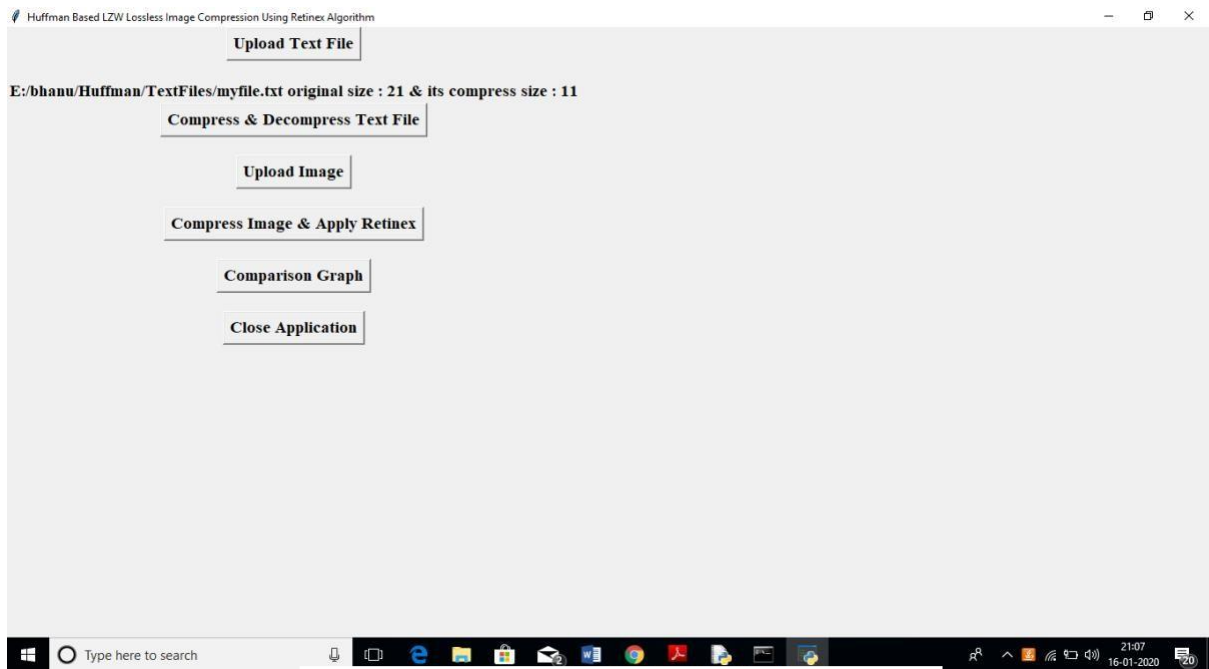 Huffman Based LZW Lossless Image Compression Using Retinex Algorithm
Upload Text File
E:/bhanu/Huffman/TextFiles/myfile.txt original size : 21 & its compress size : 11
Compress & Decompress Text File
Upload Image
Compress Image & Apply Retinex
Comparison Graph
Close Application
Type here to search
21:07
16-01-2020
20